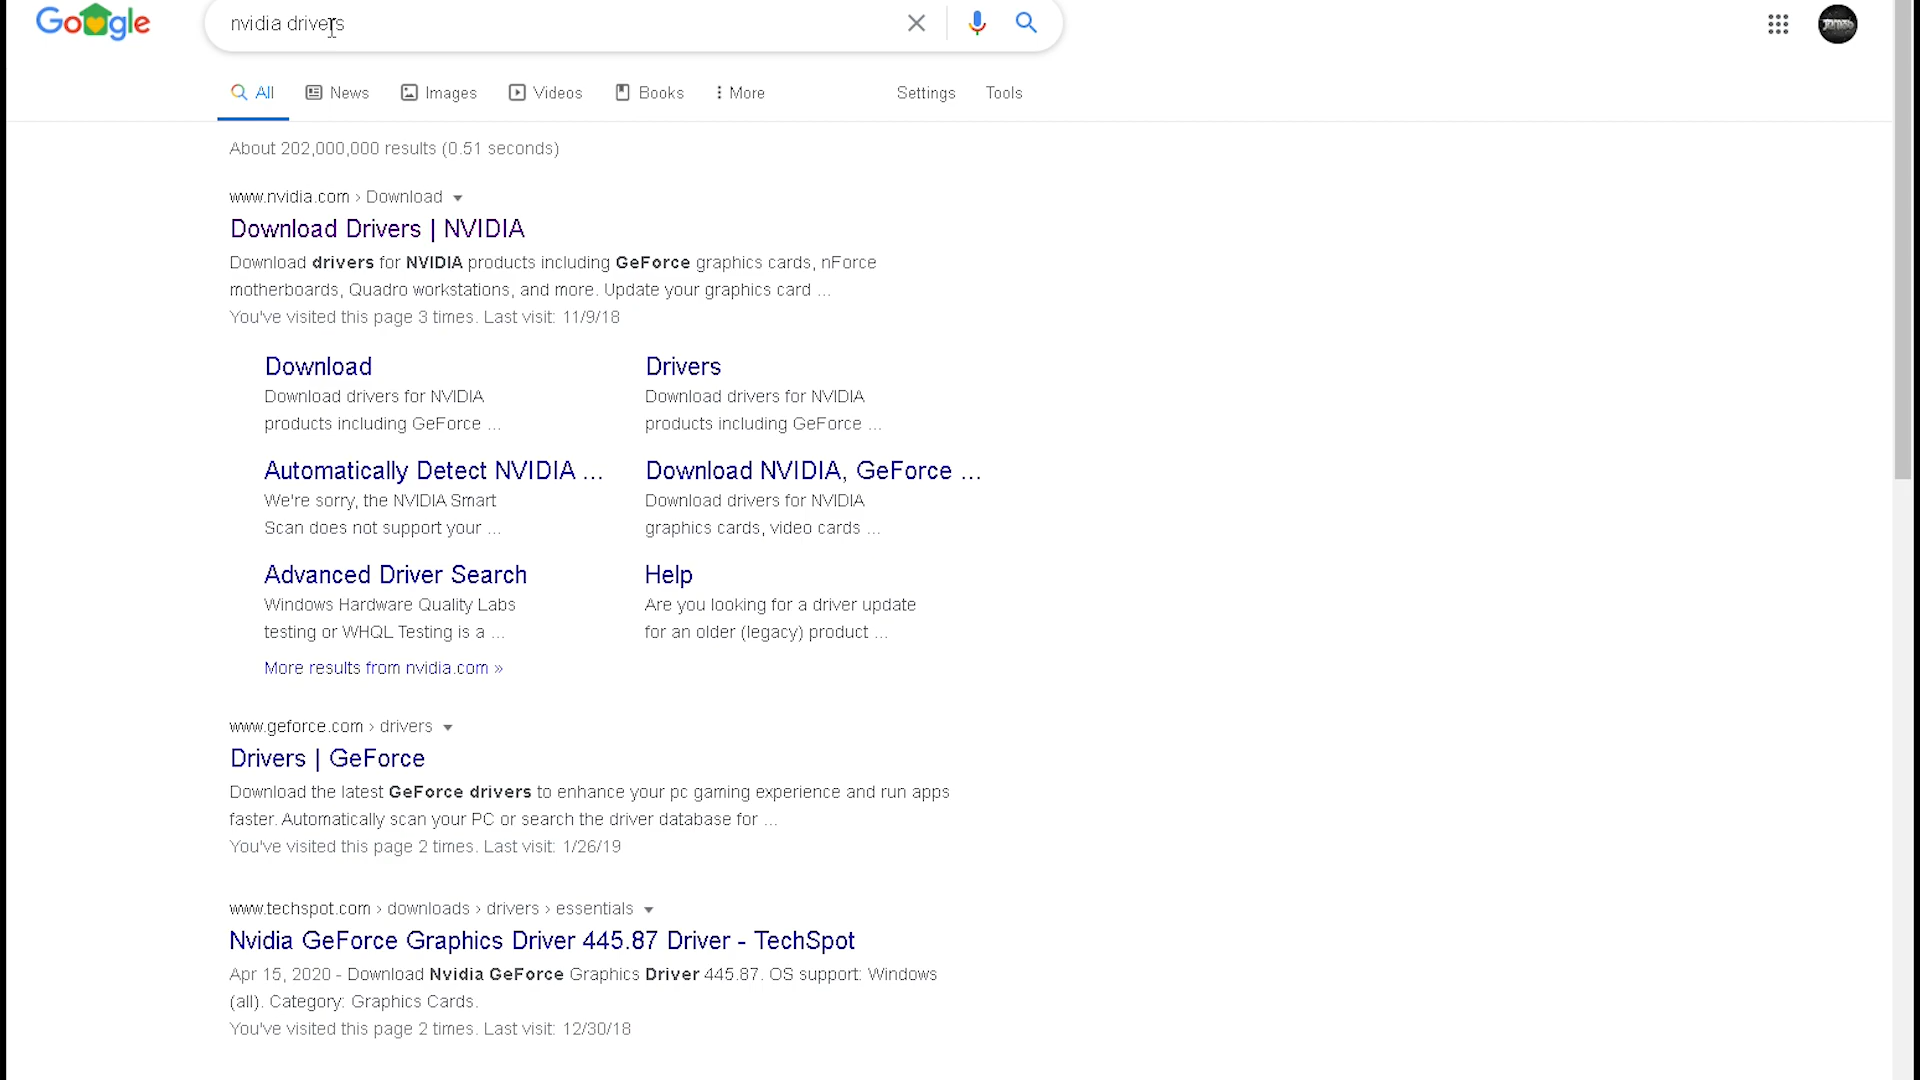 Google
nvidia drivers
All News Images Videos Books More Settings Tools
About 202,000,000 results (0.51 seconds)
www.nvidia.com › Download
Download Drivers | NVIDIA
Download drivers for NVIDIA products including GeForce graphics cards, nForce
motherboards, Quadro workstations, and more. Update your graphics card ...
You've visited this page 3 times. Last visit: 11/9/18
Download
Download drivers for NVIDIA
products including GeForce ...
Drivers
Download drivers for NVIDIA
products including GeForce ...
Automatically Detect NVIDIA ...
We're sorry, the NVIDIA Smart
Scan does not support your ...
Download NVIDIA, GeForce ...
Download drivers for NVIDIA
graphics cards, video cards ...
Advanced Driver Search
Windows Hardware Quality Labs
testing or WHQL Testing is a ...
Help
Are you looking for a driver update
for an older (legacy) product ...
More results from nvidia.com »
www.geforce.com › drivers
Drivers | GeForce
Download the latest GeForce drivers to enhance your pc gaming experience and run apps
faster. Automatically scan your PC or search the driver database for ...
You've visited this page 2 times. Last visit: 1/26/19
www.techspot.com › downloads › drivers › essentials
Nvidia GeForce Graphics Driver 445.87 Driver - TechSpot
Apr 15, 2020 - Download Nvidia GeForce Graphics Driver 445.87. OS support: Windows
(all). Category: Graphics Cards.
You've visited this page 2 times. Last visit: 12/30/18